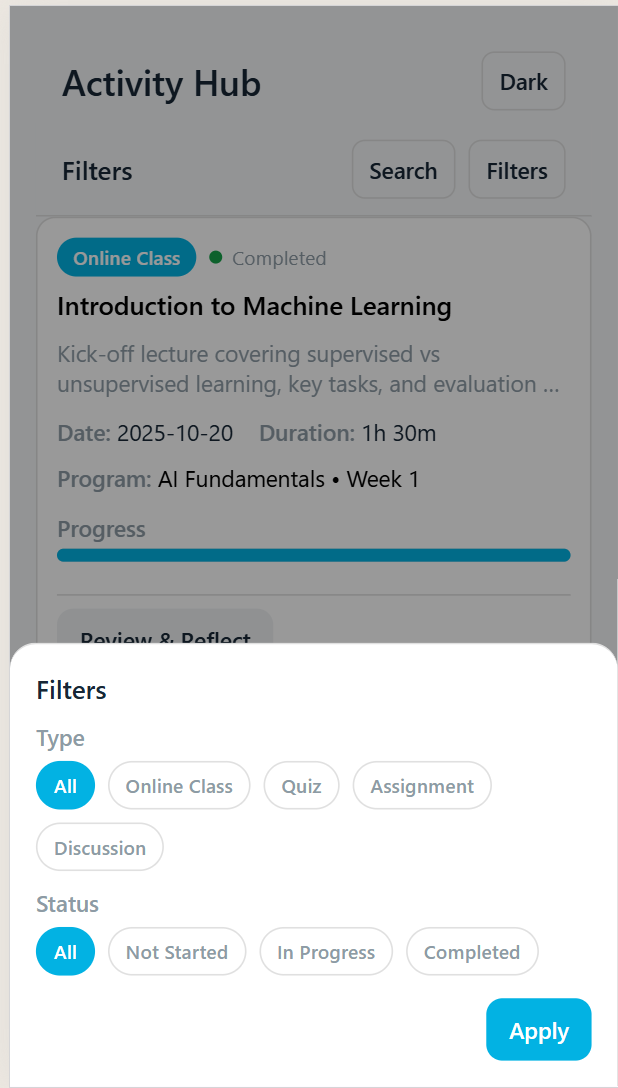 Activity Hub
Dark
Filters
Search
Filters
Online Class
Completed
Introduction to Machine Learning
Kick-off lecture covering supervised vs
unsupervised learning, key tasks, and evaluation ...
Date: 2025-10-20 Duration: 1h 30m
Program: AI Fundamentals • Week 1
Progress
Review & Reflect
Filters
Type
All
Online Class
Quiz
Assignment
Discussion
Status
All
Not Started
In Progress
Completed
Apply